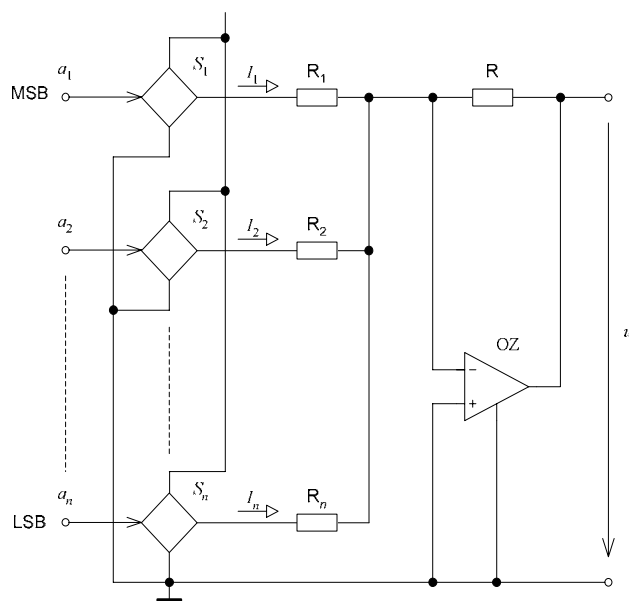 a₁ S₁ I₁ R₁ R
MSB
a₂ S₂ I₂ R₂
OZ
u
− +
aₙ Sₙ Iₙ Rₙ
LSB